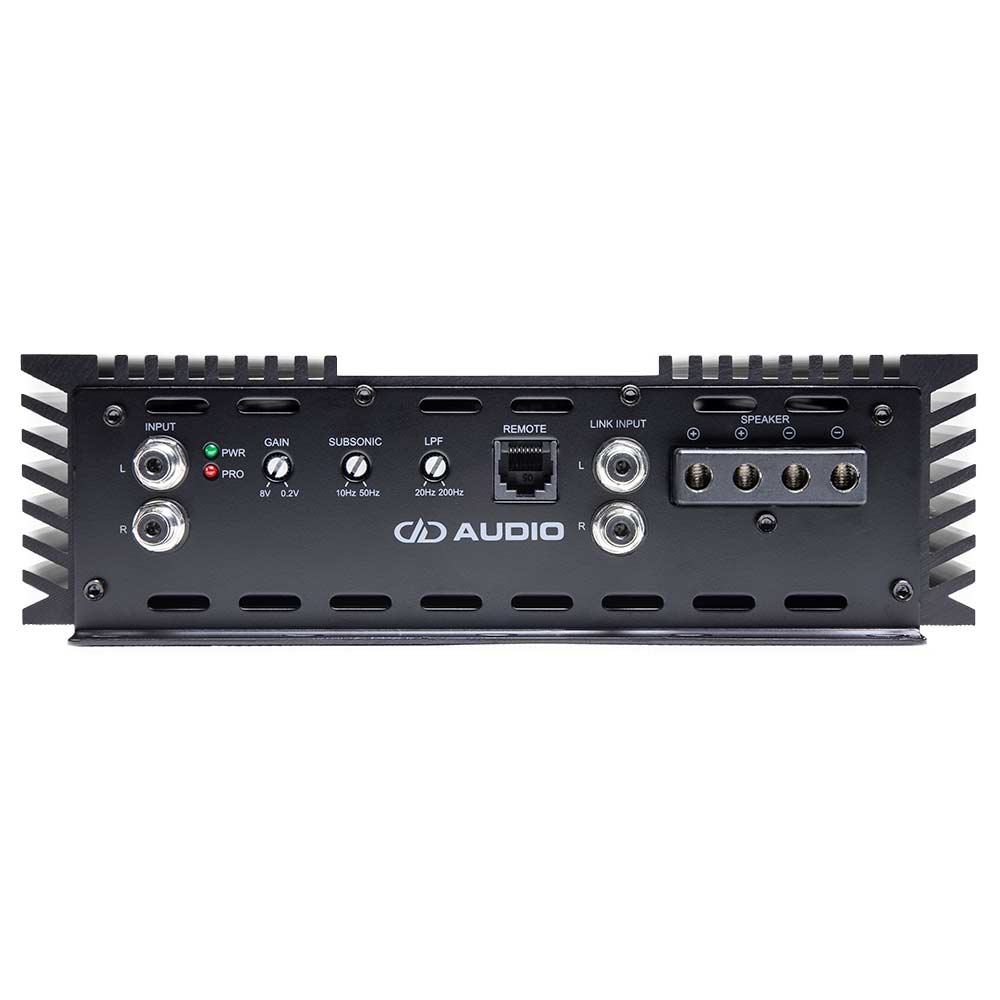 INPUT
L
R
PWR
PRO
GAIN
8V 0.2V
SUBSONIC
10Hz 50Hz
LPF
20Hz 200Hz
REMOTE
LINK INPUT
L
R
SPEAKER
+ + − −
DD AUDIO